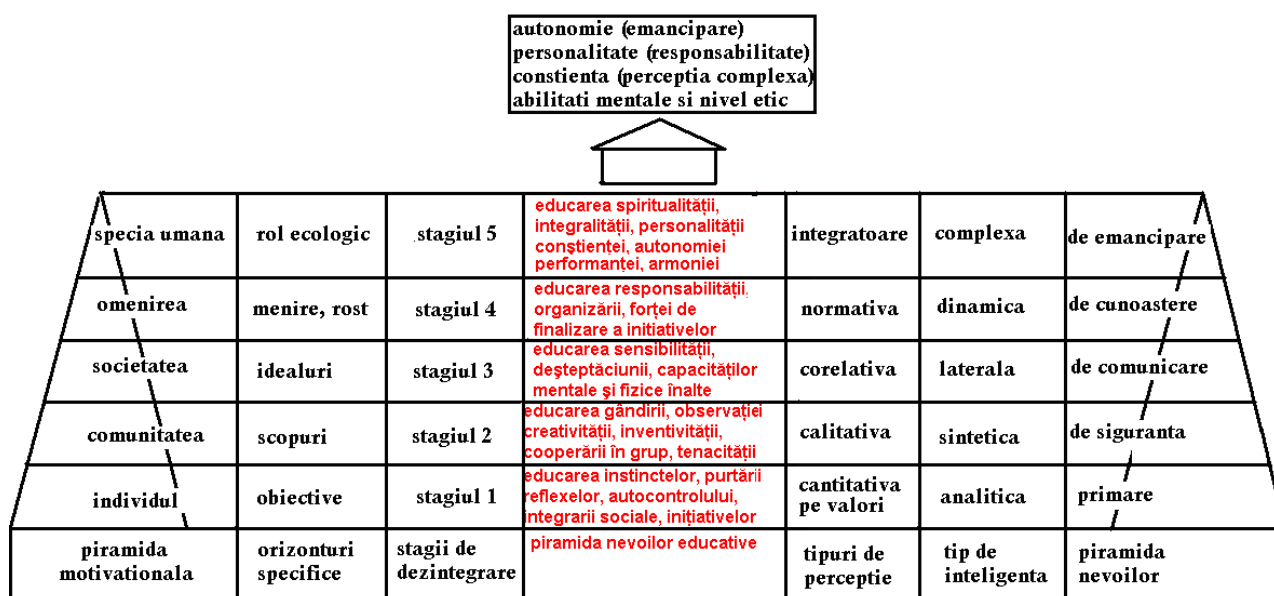 autonomie (emancipare)
personalitate (responsabilitate)
constienta (perceptia complexa)
abilitati mentale si nivel etic
specia umana
rol ecologic
stagiul 5
educarea spiritualității,
integralității, personalității
conştienței, autonomiei
performanței, armoniei
integratoare
complexa
de emancipare
omenirea
menire, rost
stagiul 4
educarea responsabilității,
organizării, forței de
finalizare a initiativelor
normativa
dinamica
de cunoastere
societatea
idealuri
stagiul 3
educarea sensibilității,
deşteptăciunii, capacităților
mentale şi fizice înalte
corelativa
laterala
de comunicare
comunitatea
scopuri
stagiul 2
educarea gândirii, observației
creativității, inventivității,
cooperării în grup, tenacității
calitativa
sintetica
de siguranta
individul
obiective
stagiul 1
educarea instinctelor, purtării
reflexelor, autocontrolului,
integrarii sociale, inițiativelor
cantitativa
pe valori
analitica
primare
piramida
motivationala
orizonturi
specifice
stagii de
dezintegrare
piramida nevoilor educative
tipuri de
perceptie
tip de
inteligenta
piramida
nevoilor